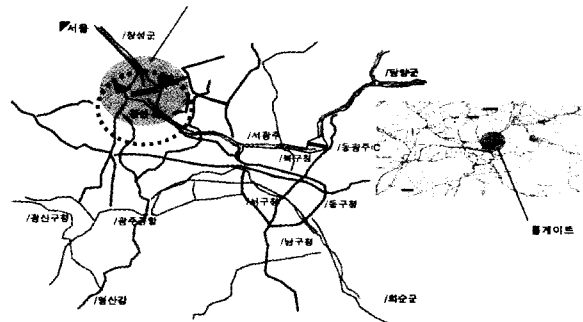 서울
/장성군
/담양군
/서광주
/북구청
/동광주IC
/광산구청
/광주공항
/서구청
/동구청
톨게이트
/남구청
/영산강
/화순군